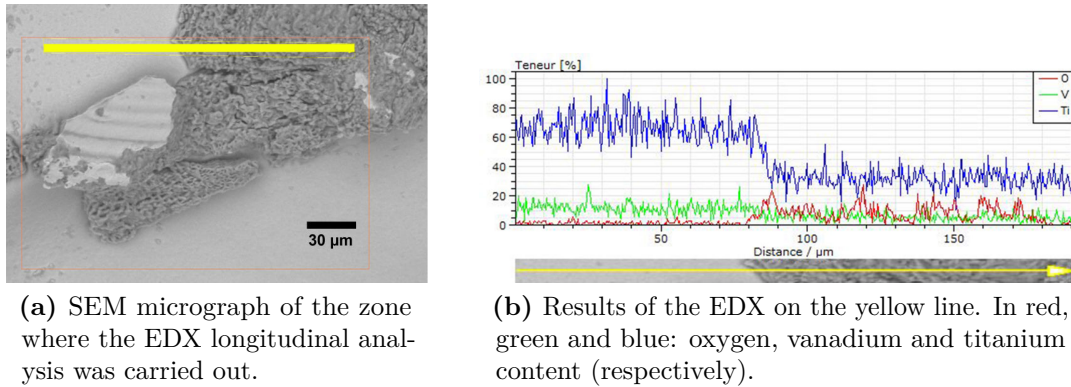 30 µm
Teneur [%]
100
80
60
40
20
0
O
V
Ti
50
100
150
Distance / µm
(a) SEM micrograph of the zone
where the EDX longitudinal anal-
ysis was carried out.
(b) Results of the EDX on the yellow line. In red,
green and blue: oxygen, vanadium and titanium
content (respectively).